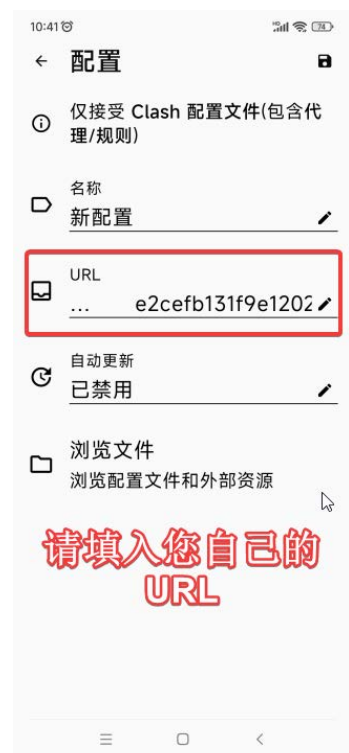 10:41
74
配置
仅接受 Clash 配置文件(包含代
理/规则)
名称
新配置
URL
... e2cefb131f9e1202
自动更新
已禁用
浏览文件
浏览配置文件和外部资源
请填入您自己的
URL